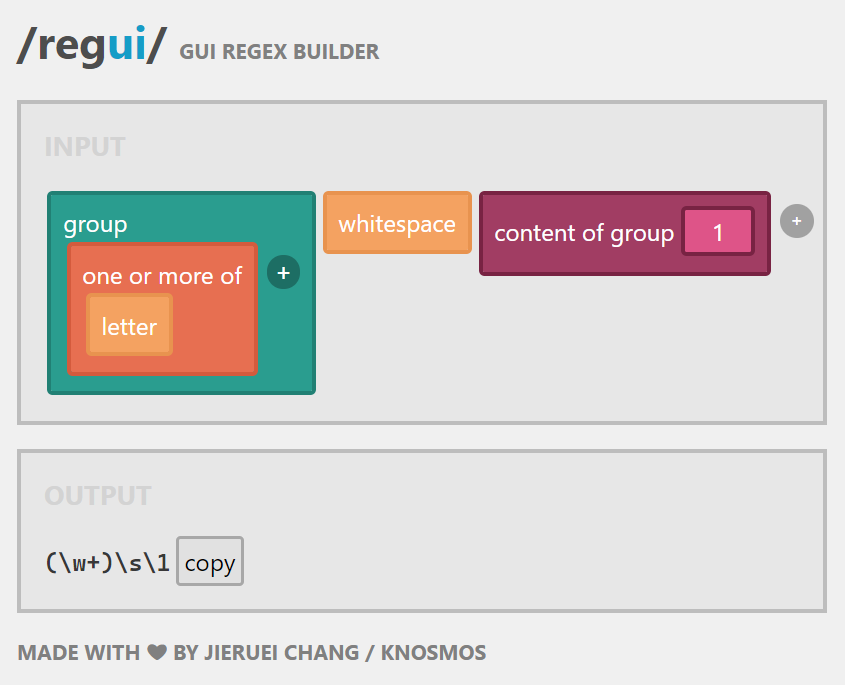 /regui/ GUI REGEX BUILDER
INPUT
group
one or more of
+
letter
whitespace
content of group 1
+
OUTPUT
(\w+)\s\1 copy
MADE WITH ♥ BY JIERUEI CHANG / KNOSMOS